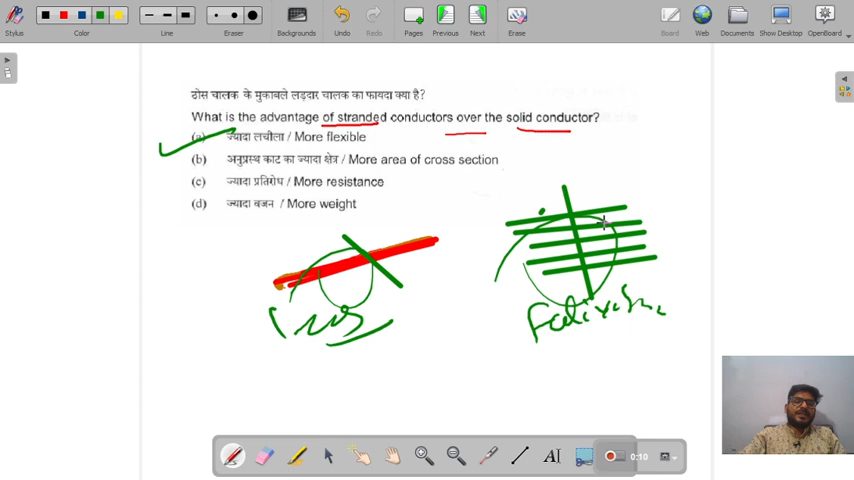 Stylus Color Line Eraser Backgrounds Undo Redo Pages Previous Next Erase Board Web Documents Show Desktop OpenBoard
ठोस चालक के मुकाबले लड़दार चालक का फायदा क्या है?
What is the advantage of stranded conductors over the solid conductor?
(a) ज्यादा लचीला / More flexible
(b) अनुप्रस्थ काट का ज्यादा क्षेत्र / More area of cross section
(c) ज्यादा प्रतिरोध / More resistance
(d) ज्यादा वजन / More weight
0:10